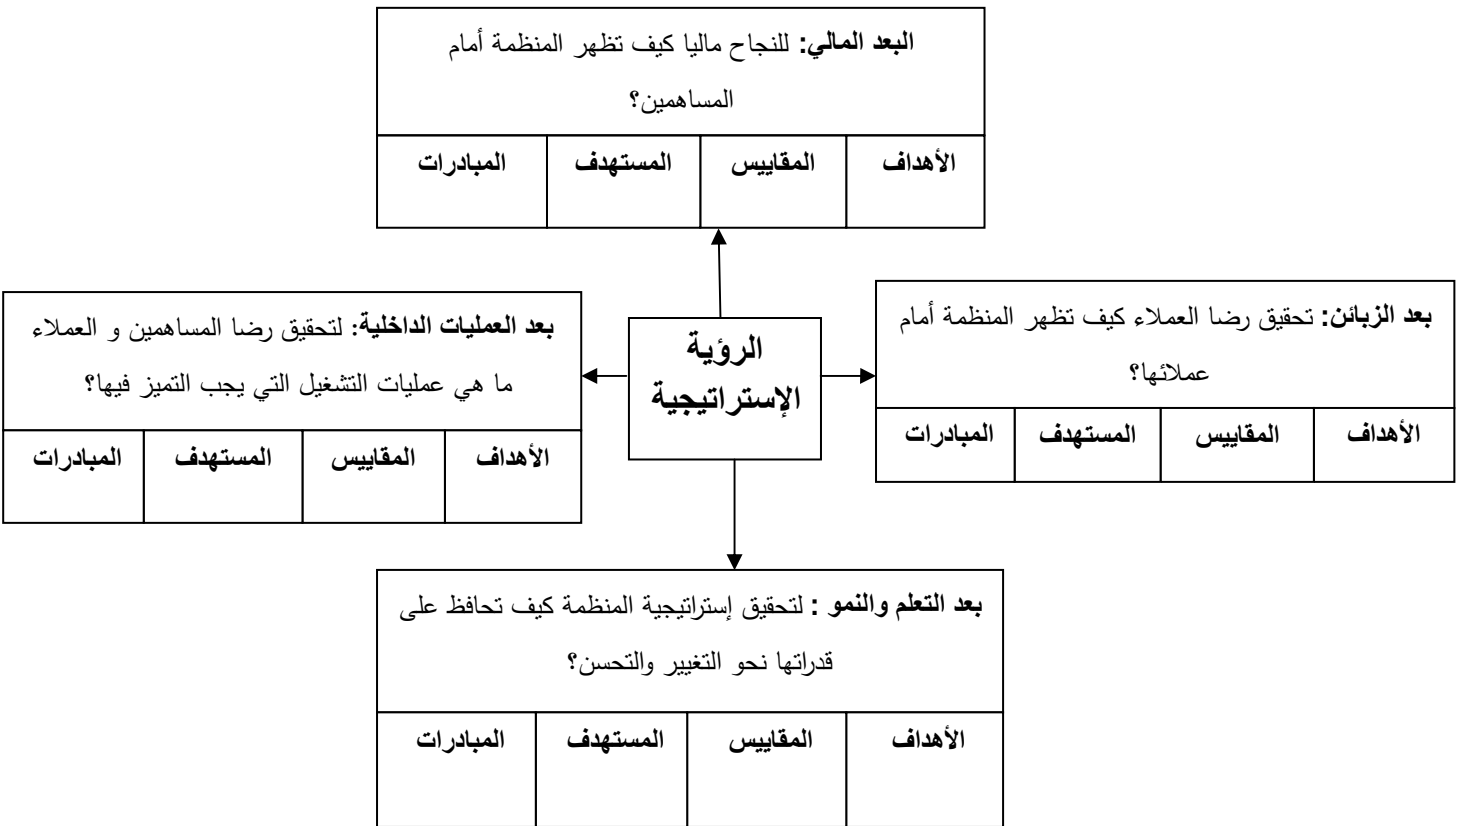 البعد المالي: للنجاح ماليا كيف تظهر المنظمة أمام
المساهمين؟
الأهداف المقاييس المستهدف المبادرات
بعد الزبائن: تحقيق رضا العملاء كيف تظهر المنظمة أمام
عملائها؟
الأهداف المقاييس المستهدف المبادرات
الرؤية
الإستراتيجية
بعد العمليات الداخلية: لتحقيق رضا المساهمين و العملاء
ما هي عمليات التشغيل التي يجب التميز فيها؟
الأهداف المقاييس المستهدف المبادرات
بعد التعلم والنمو : لتحقيق إستراتيجية المنظمة كيف تحافظ على
قدراتها نحو التغيير والتحسن؟
الأهداف المقاييس المستهدف المبادرات